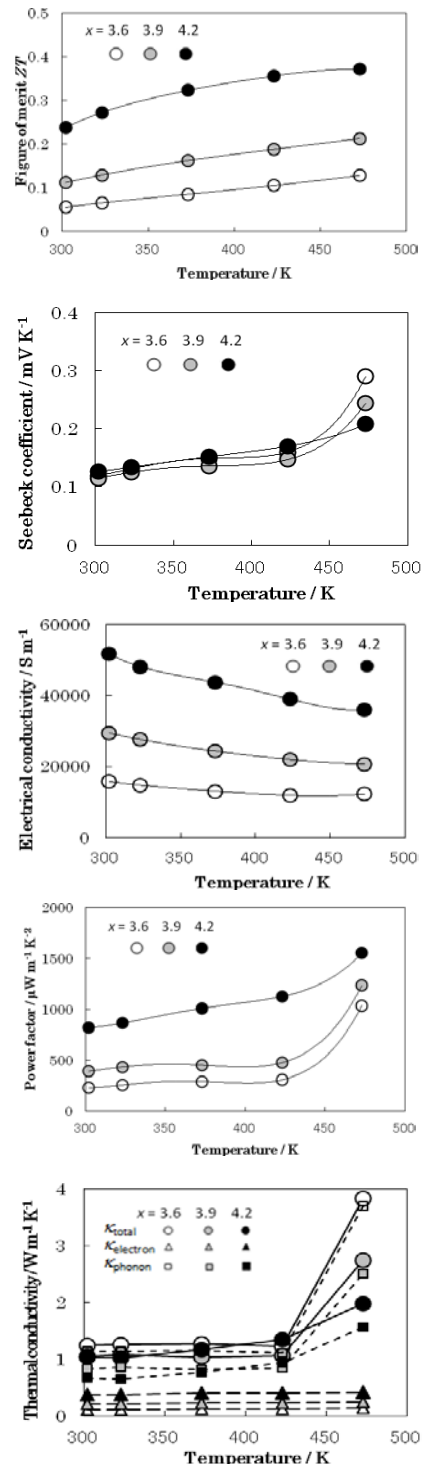 0.5
x = 3.6 3.9 4.2
0.4
0.3
0.2
0.1
0
Figure of merit ZT
300 350 400 450 500
Temperature / K
0.4
x = 3.6 3.9 4.2
0.3
0.2
0.1
0
Seebeck coefficient / mV K-1
300 350 400 450 500
Temperature / K
60000
x = 3.6 3.9 4.2
40000
20000
0
Electrical conductivity / S m-1
300 350 400 450 500
Temperature / K
2000
x = 3.6 3.9 4.2
1500
1000
500
0
Power factor / μW m-1 K-2
300 350 400 450 500
Temperature / K
4
x = 3.6 3.9 4.2
κtotal
κelectron
κphonon
3
2
1
0
Thermal conductivity / W m-1 K-1
300 350 400 450 500
Temperature / K